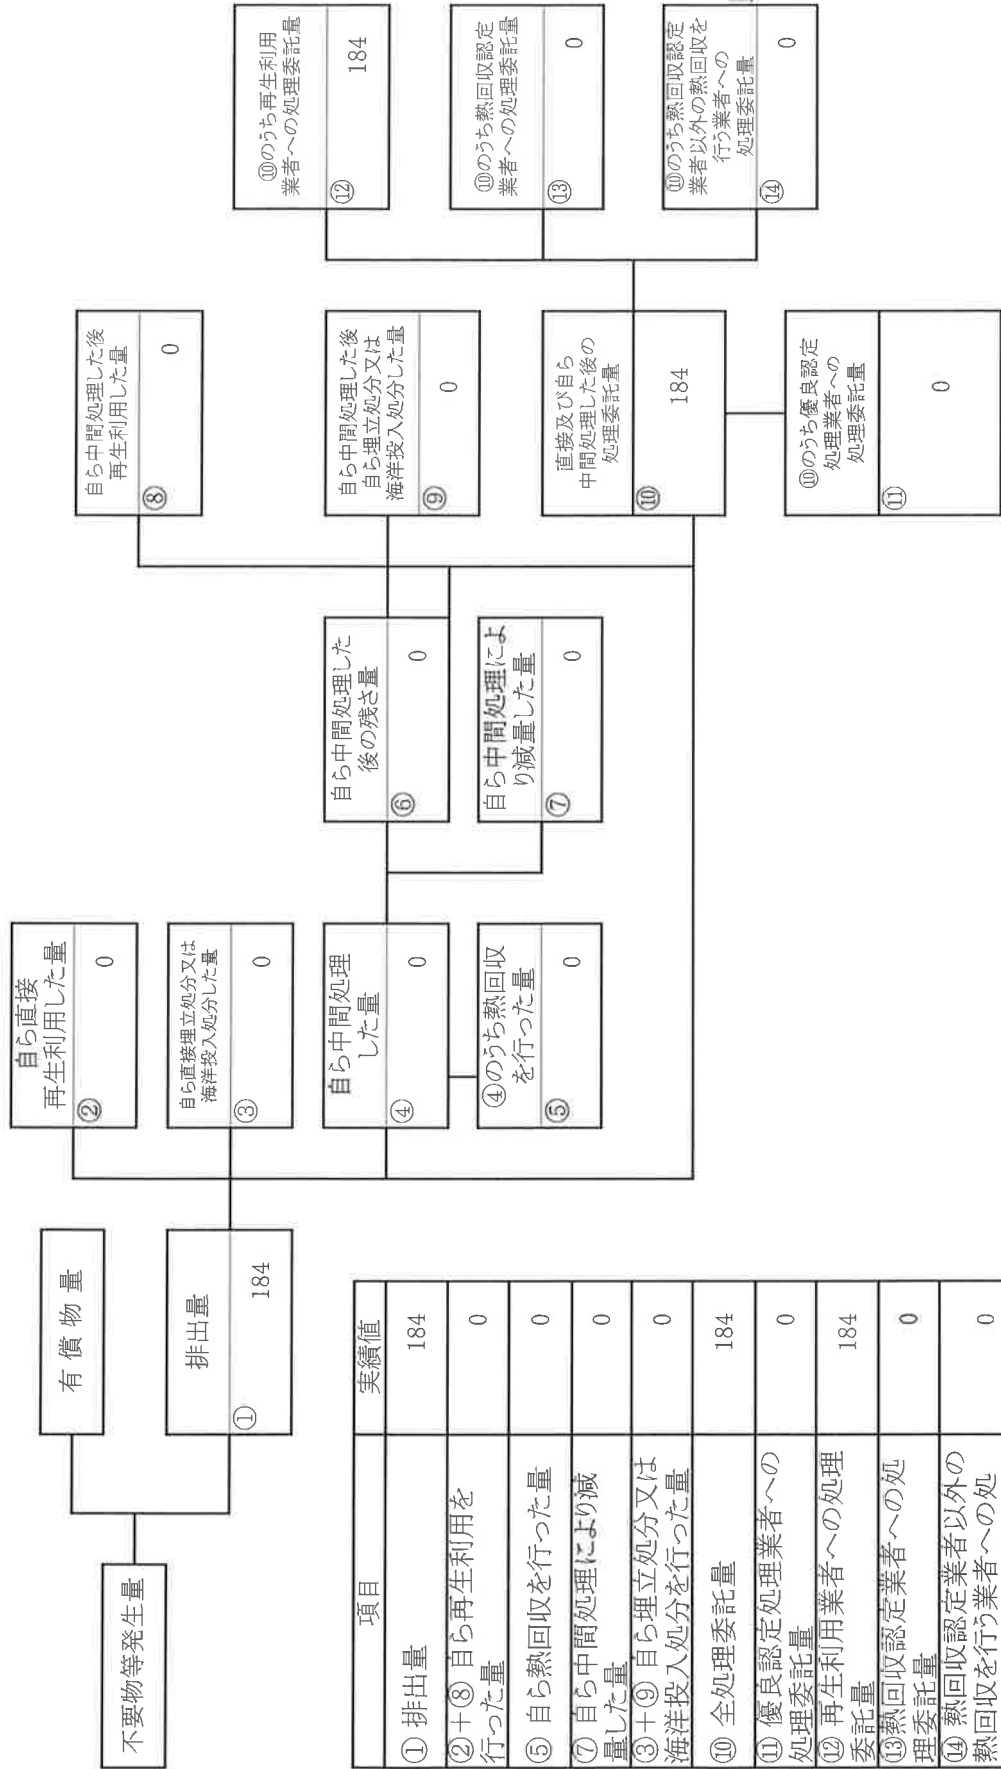 不要物等発生量
有償物量
排出量
①
184
自ら直接
再生利用した量
②
0
自ら直接埋立処分又は
海洋投入処分した量
③
0
自ら中間処理
した量
④
0
④のうち熱回収
を行った量
⑤
0
自ら中間処理した
後の残さ量
⑥
0
自ら中間処理によ
り減量した量
⑦
0
自ら中間処理した後
再生利用した量
⑧
0
自ら中間処理した後
自ら埋立処分又は
海洋投入処分した量
⑨
0
直接及び自ら
中間処理した後の
処理委託量
⑩
184
⑩のうち優良認定
処理業者への
処理委託量
⑪
0
⑩のうち再生利用
業者への処理委託量
⑫
184
⑩のうち熱回収認定
業者への処理委託量
⑬
0
⑩のうち熱回収認定
業者以外の熱回収を
行う業者への
処理委託量
⑭
0
項目 実績値
① 排出量 184
②+⑧ 自ら再生利用を
行った量 0
⑤ 自ら熱回収を行った量 0
⑦ 自ら中間処理により減
量した量 0
③+⑨ 自ら埋立処分又は
海洋投入処分を行った量 0
⑩ 全処理委託量 184
⑪ 優良認定処理業者への
処理委託量 0
⑫ 再生利用業者への処理
委託量 184
⑬熱回収認定業者への処
理委託量 0
⑭ 熱回収認定業者以外の
熱回収を行う業者への処 0